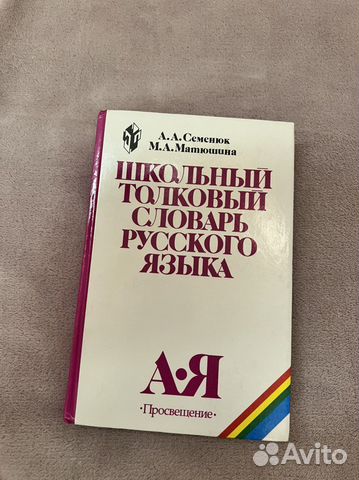 А.А.Семенюк
М.А.Матюшина
ШКОЛЬНЫЙ
ТОЛКОВЫЙ
СЛОВАРЬ
РУССКОГО
ЯЗЫКА
А•Я
•Просвещение•
Avito